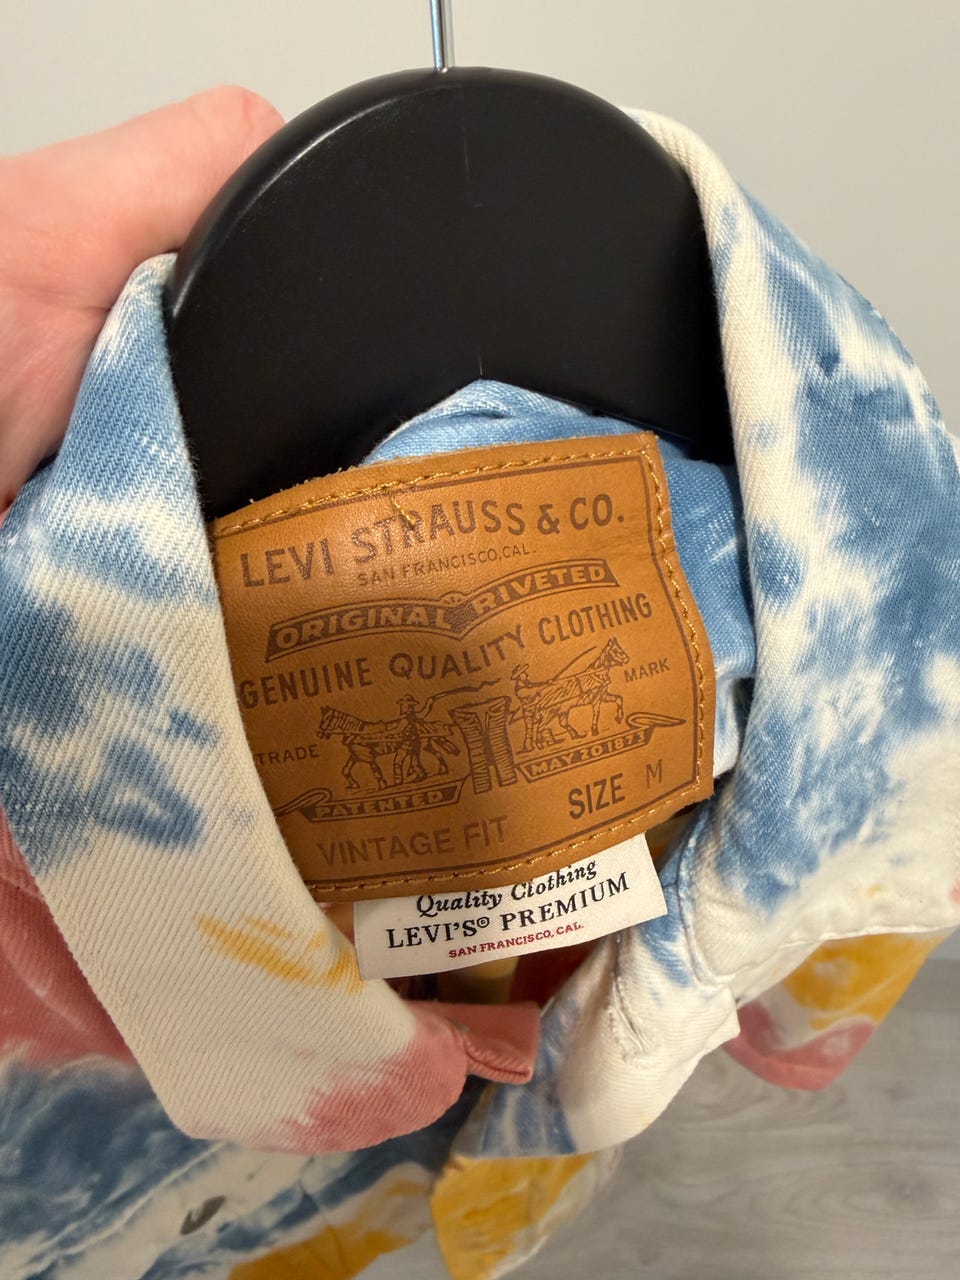 LEVI STRAUSS & CO.
SAN FRANCISCO, CAL.
ORIGINAL RIVETED
GENUINE QUALITY CLOTHING
TRADE MARK
PATENTED MAY 20 1873
VINTAGE FIT SIZE M
Quality Clothing
LEVI'S® PREMIUM
SAN FRANCISCO, CAL.